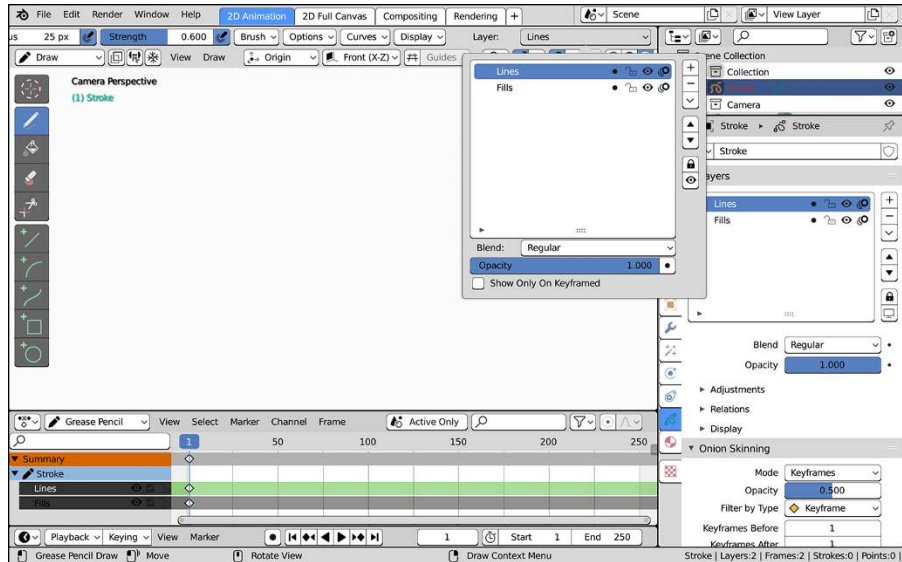 File Edit Render Window Help 2D Animation 2D Full Canvas Compositing Rendering + Scene View Layer
us 25 px Strength 0.600 Brush Options Curves Display Layer: Lines
Draw View Draw Origin Front (X-Z) Guides
Camera Perspective
(1) Stroke
Lines
Fills
Blend: Regular
Opacity 1.000
Show Only On Keyframed
ene Collection
Collection
Camera
Stroke Stroke
Stroke
ayers
Lines
Fills
Blend Regular
Opacity 1.000
Adjustments
Relations
Display
Onion Skinning
Mode Keyframes
Opacity 0.500
Filter by Type Keyframe
Keyframes Before 1
Keyframes After 1
Grease Pencil View Select Marker Channel Frame Active Only
1 50 100 150 200 250
Summary
Stroke
Lines
Fills
Playback Keying View Marker 1 Start 1 End 250
Grease Pencil Draw Move Rotate View Draw Context Menu Stroke | Layers:2 | Frames:2 | Strokes:0 | Points:0 |